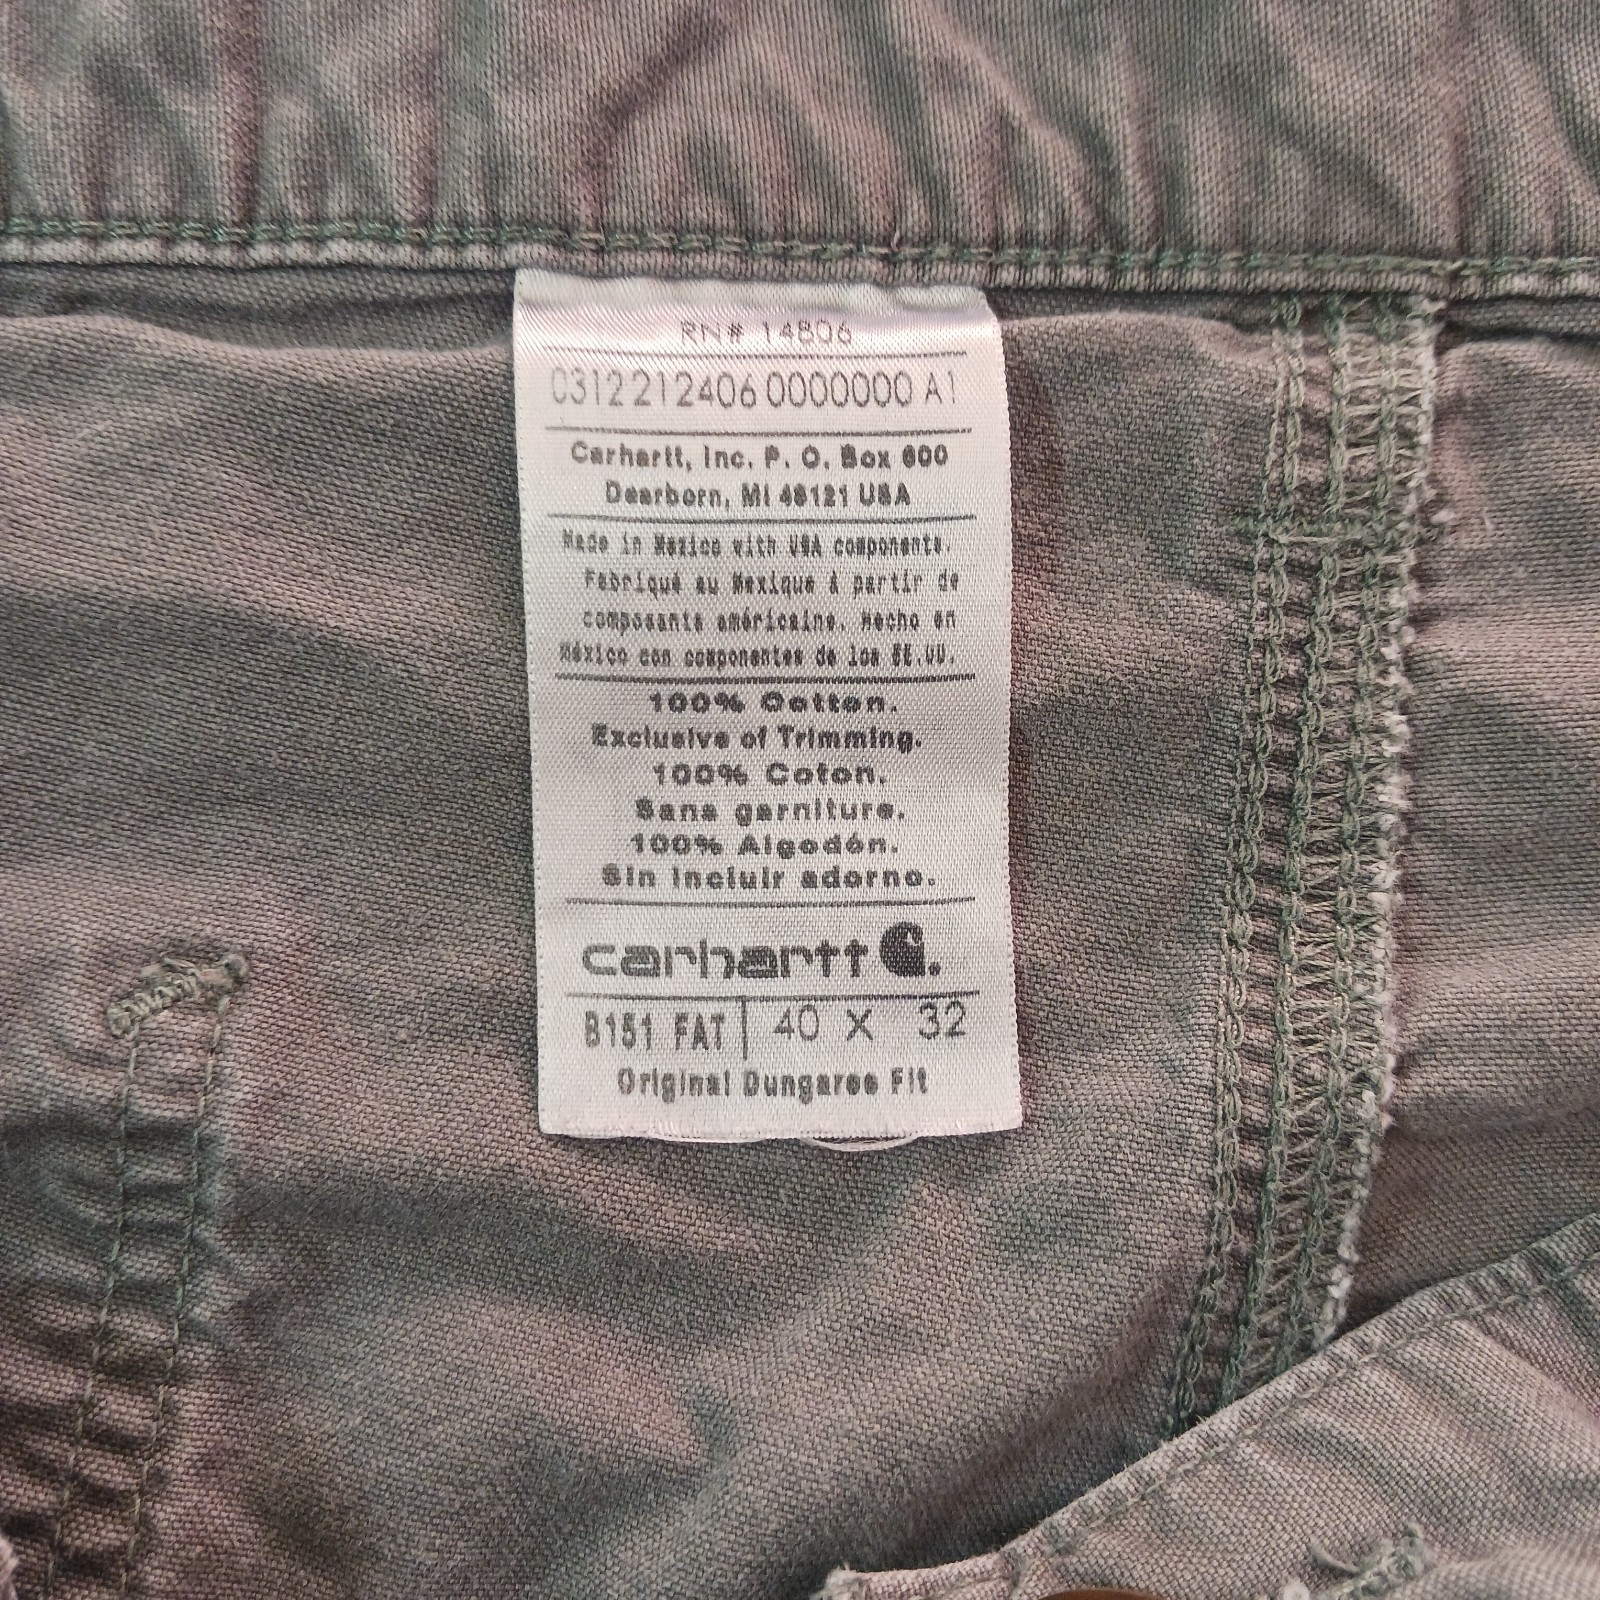 RN# 14806
03122124060000000 A1
Carhartt, Inc. P. O. Box 600
Dearborn, MI 48121 USA
Made in Mexico with USA components.
Fabriqué au Mexique à partir de
composants américains. Hecho en
México con componentes de los EE.UU.
100% Cotton.
Exclusive of Trimming.
100% Coton.
Sans garniture.
100% Algodón.
Sin incluir adorno.
carhartt
B151 FAT 40 X 32
Original Dungaree Fit